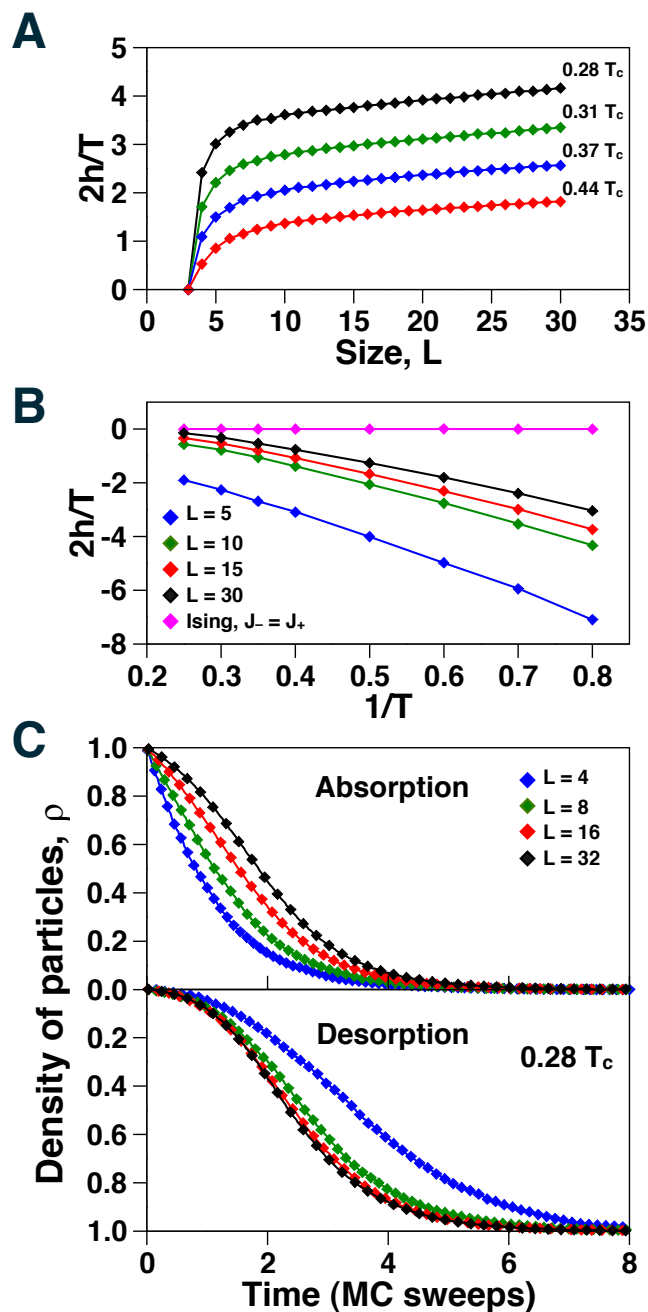 A
5
4
3
2
1
0
2h/T
0.28 Tc
0.31 Tc
0.37 Tc
0.44 Tc
0 5 10 15 20 25 30 35
Size, L
B
0
-2
-4
-6
-8
2h/T
L = 5
L = 10
L = 15
L = 30
Ising, J₋ = J₊
0.2 0.3 0.4 0.5 0.6 0.7 0.8
1/T
C
1.0
0.8
0.6
0.4
0.2
0.0
Absorption
L = 4
L = 8
L = 16
L = 32
Density of particles, ρ
0.2
0.4
0.6
0.8
1.0
Desorption
0.28 Tc
0 2 4 6 8
Time (MC sweeps)